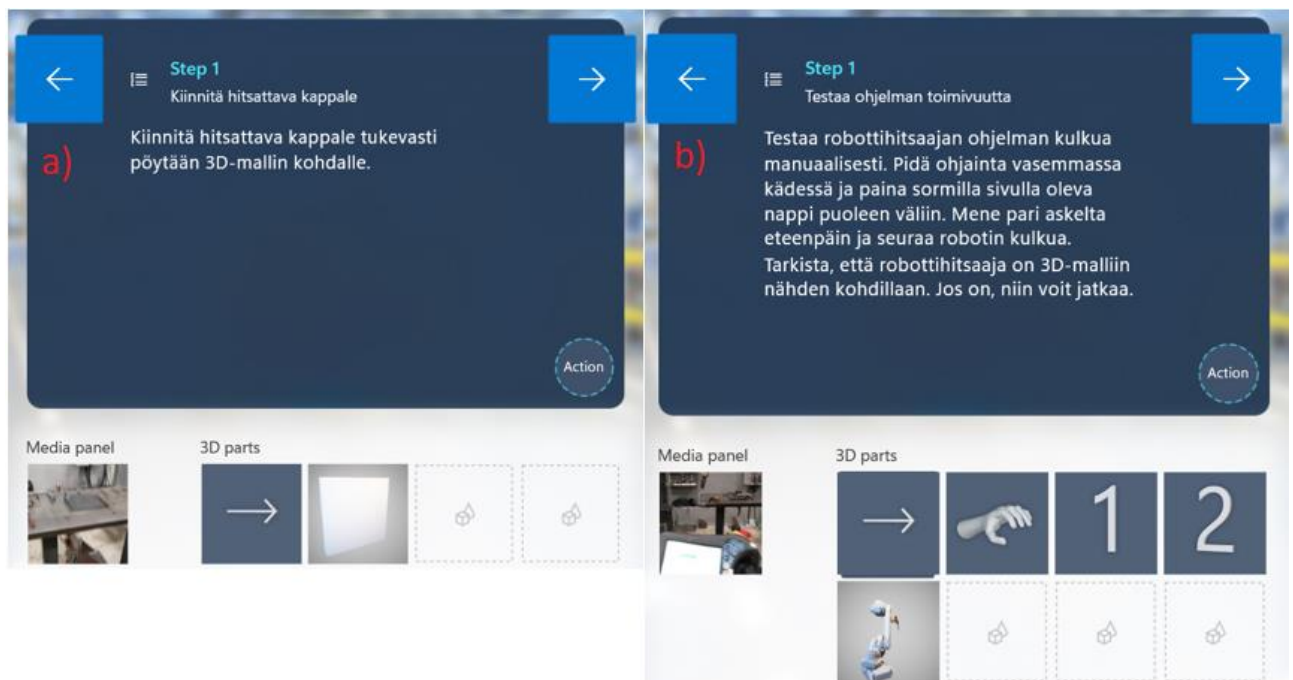 Step 1
Kiinnitä hitsattava kappale
a)
Kiinnitä hitsattava kappale tukevasti
pöytään 3D-mallin kohdalle.
Action
Media panel
3D parts
Step 1
Testaa ohjelman toimivuutta
b)
Testaa robottihitsaajan ohjelman kulkua
manuaalisesti. Pidä ohjainta vasemmassa
kädessä ja paina sormilla sivulla oleva
nappi puoleen väliin. Mene pari askelta
eteenpäin ja seuraa robotin kulkua.
Tarkista, että robottihitsaaja on 3D-malliin
nähden kohdillaan. Jos on, niin voit jatkaa.
Action
Media panel
3D parts
1
2